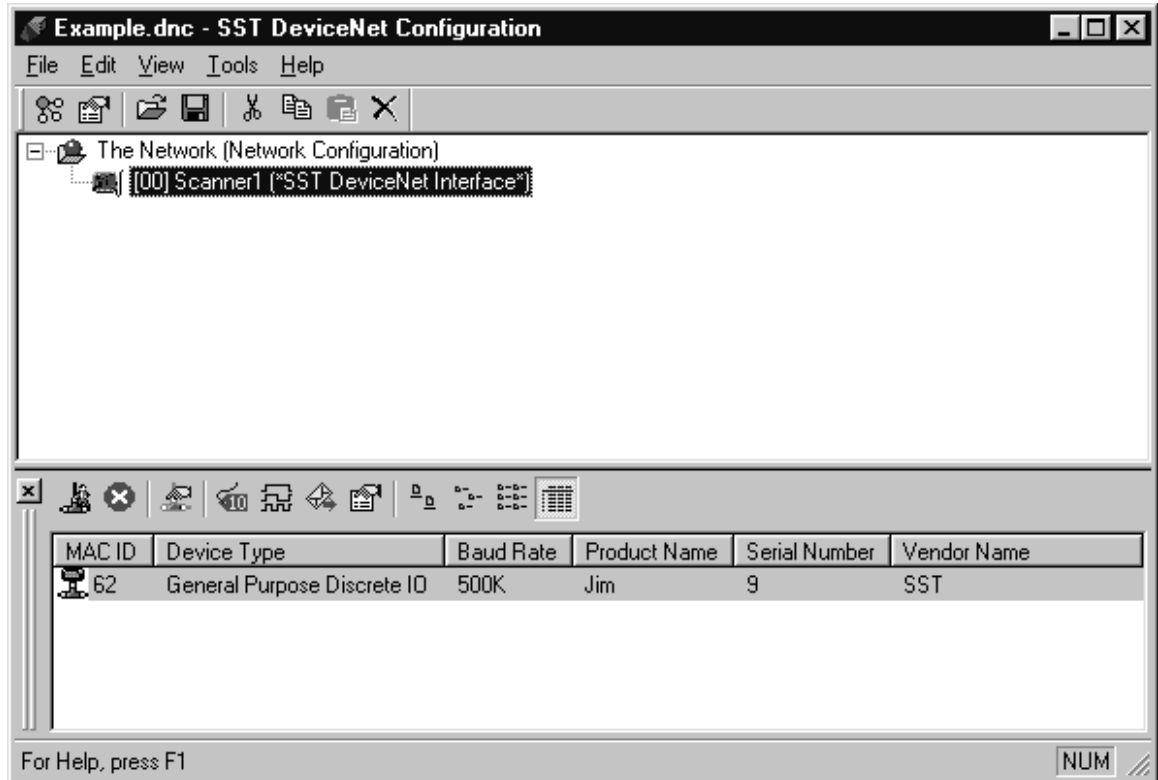 Example.dnc - SST DeviceNet Configuration
File Edit View Tools Help
The Network (Network Configuration)
[00] Scanner1 (*SST DeviceNet Interface*)
10
MAC ID Device Type Baud Rate Product Name Serial Number Vendor Name
62 General Purpose Discrete IO 500K Jim 9 SST
For Help, press F1 NUM